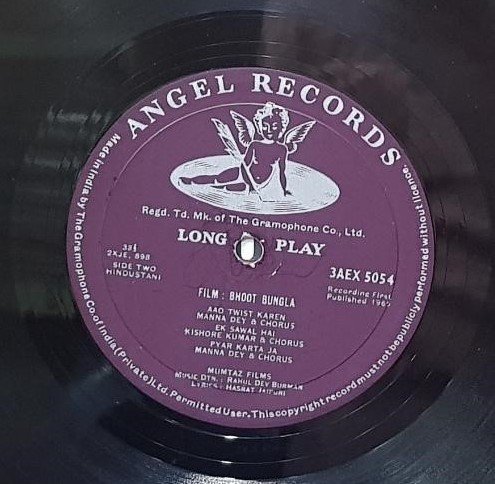 ANGEL RECORDS
Regd. Td. Mk. of The Gramophone Co., Ltd.
LONG PLAY
33⅓
2XJE. 898
SIDE TWO
HINDUSTANI
3AEX 5054
Recording First
Published 1965
FILM : BHOOT BUNGLA
AAO TWIST KAREN
MANNA DEY & CHORUS
EK SAWAL HAI
KISHORE KUMAR & CHORUS
PYAR KARTA JA
MANNA DEY & CHORUS
MUMTAZ FILMS
MUSIC DTN. : RAHUL DEV BURMAN
LYRICS : HASRAT JAIPURI
Made in India by The Gramophone Co. of India (Private), Ltd. Permitted User. This copyright record must not be publicly performed without licence.